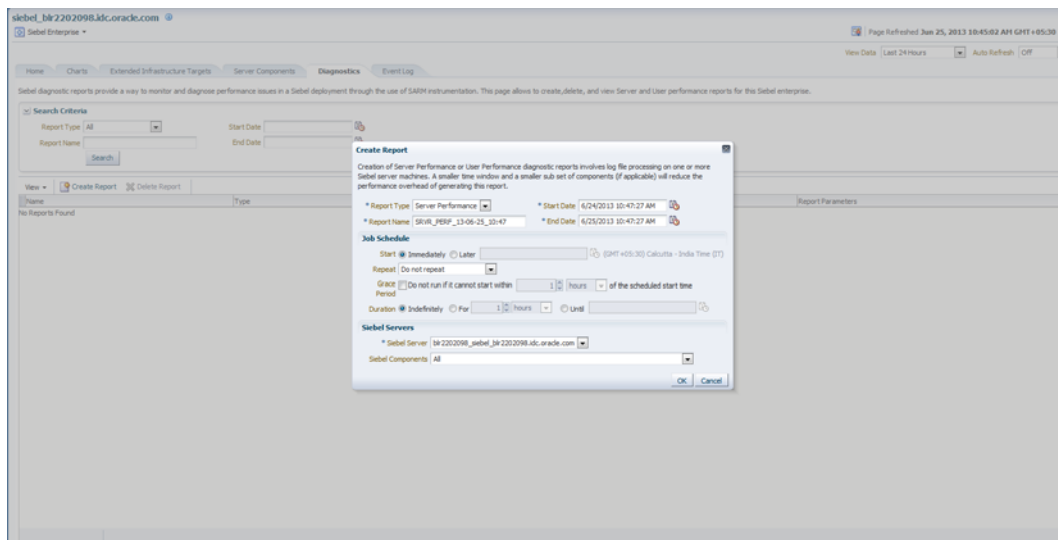 siebel_blr2202098.idc.oracle.com
Siebel Enterprise
Page Refreshed Jun 25, 2013 10:45:02 AM GMT+05:30
View Data Last 24 Hours Auto Refresh Off
Home Charts Extended Infrastructure Targets Server Components Diagnostics Event Log
Siebel diagnostic reports provide a way to monitor and diagnose performance issues in a Siebel deployment through the use of SARM instrumentation. This page allows to create,delete, and view Server and User performance reports for this Siebel enterprise.
Search Criteria
Report Type All Start Date
Report Name End Date
Search
View Create Report Delete Report
Name Type Report Parameters
No Reports Found
Create Report
Creation of Server Performance or User Performance diagnostic reports involves log file processing on one or more
Siebel server machines. A smaller time window and a smaller sub set of components (if applicable) will reduce the
performance overhead of generating this report.
* Report Type Server Performance * Start Date 6/24/2013 10:47:27 AM
* Report Name SRVR_PERF_13-06-25_10:47 * End Date 6/25/2013 10:47:27 AM
Job Schedule
Start Immediately Later (GMT+05:30) Calcutta - India Time (IT)
Repeat Do not repeat
Grace Period Do not run if it cannot start within 1 hours of the scheduled start time
Duration Indefinitely For 1 hours Until
Siebel Servers
* Siebel Server blr2202098_siebel_blr2202098.idc.oracle.com
Siebel Components All
OK Cancel